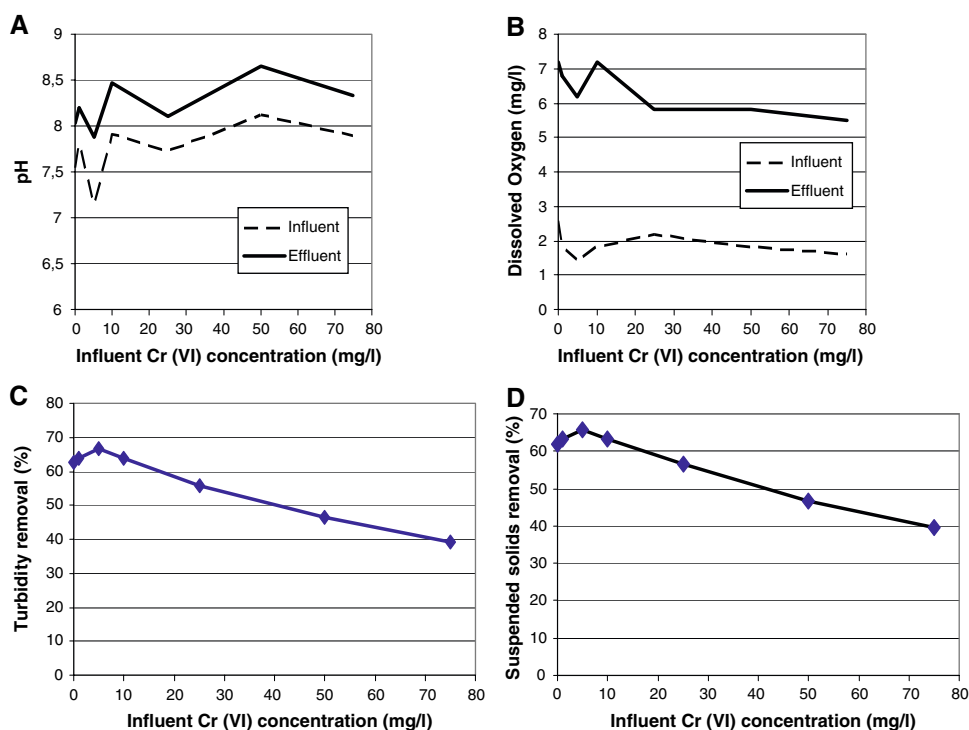 A
9
8,5
8
7,5
7
6,5
6
pH
Influent
Effluent
0 10 20 30 40 50 60 70 80
Influent Cr (VI) concentration (mg/l)
B
8
7
6
5
4
3
2
1
0
Dissolved Oxygen (mg/l)
Influent
Effluent
0 10 20 30 40 50 60 70 80
Influent Cr (VI) concentration (mg/l)
C
80
70
60
50
40
30
20
10
0
Turbidity removal (%)
0 10 20 30 40 50 60 70 80
Influent Cr (VI) concentration (mg/l)
D
70
60
50
40
30
20
10
0
Suspended solids removal (%)
0 10 20 30 40 50 60 70 80
Influent Cr (VI) concentration (mg/l)